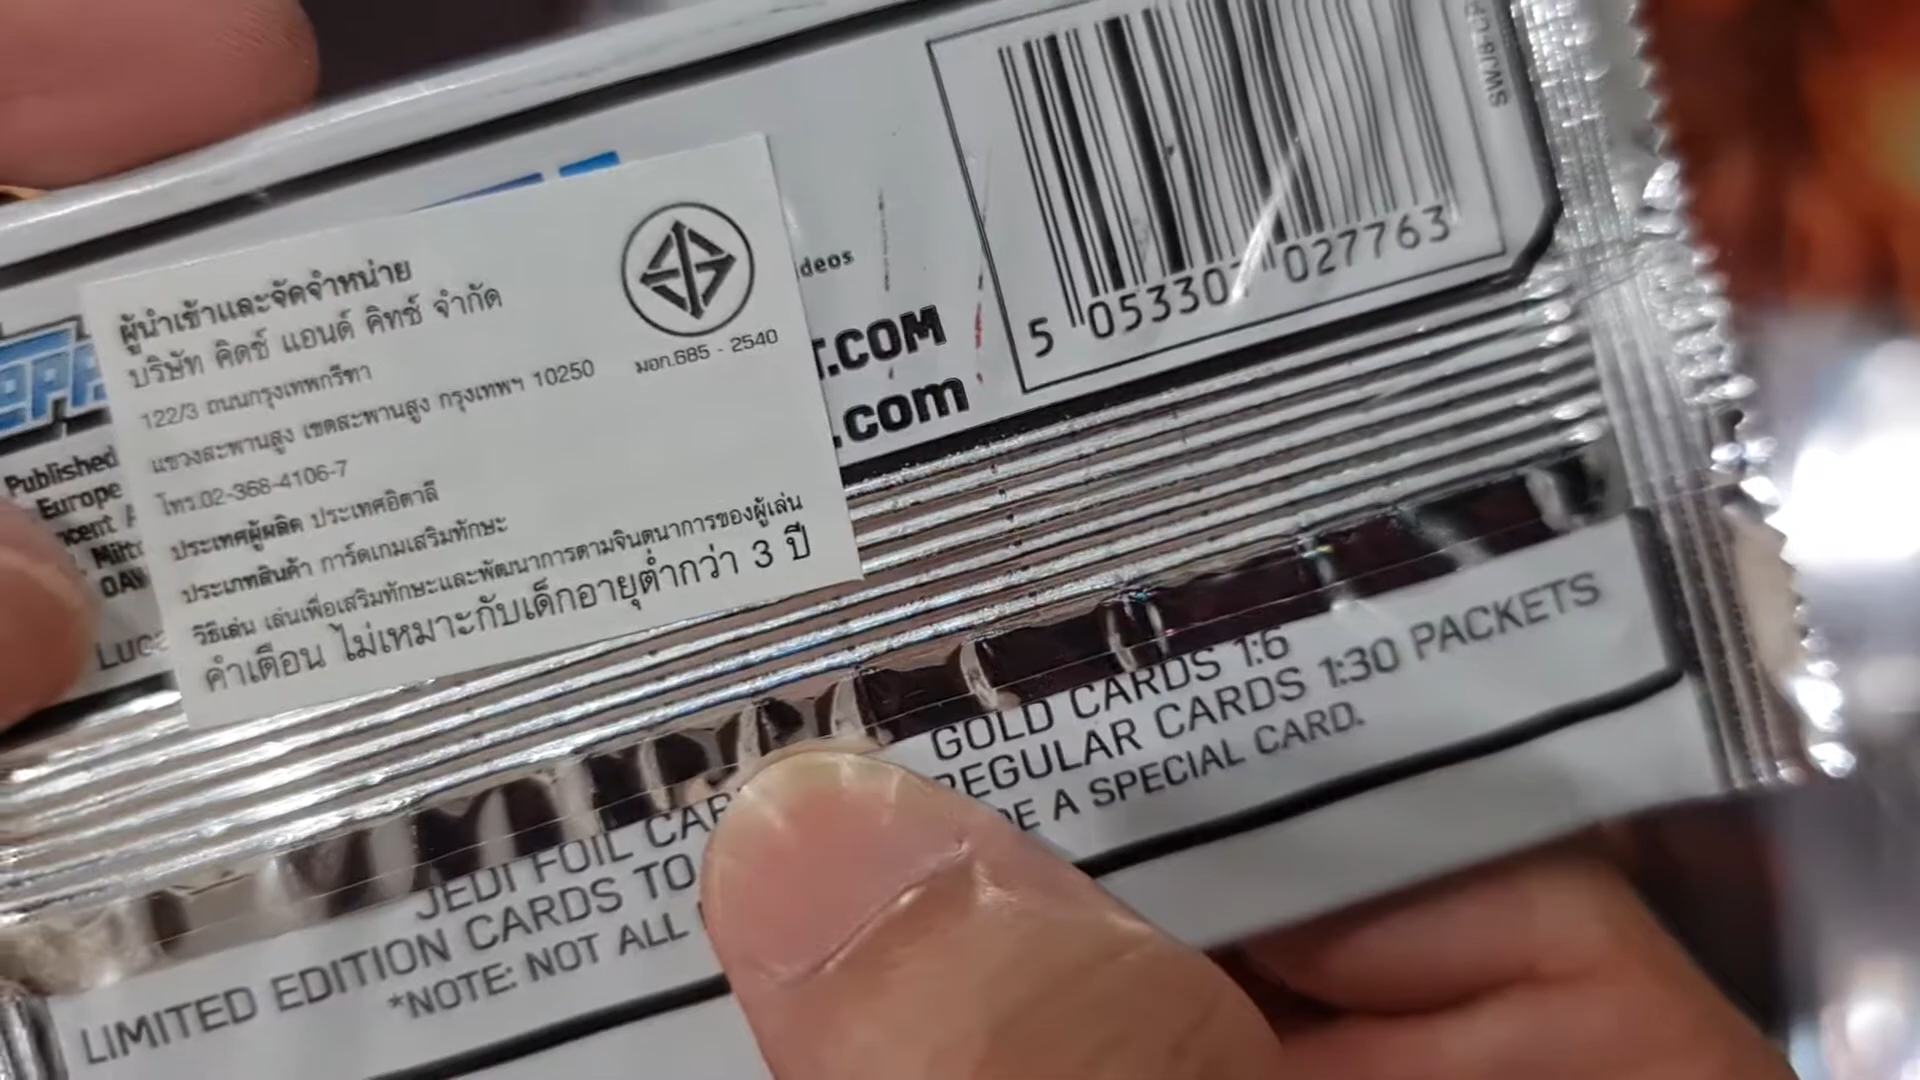 ผู้นำเข้าและจัดจำหน่าย
บริษัท คิดซ์ แอนด์ คิทซ์ จำกัด
122/3 ถนนกรุงเทพกรีฑา
แขวงสะพานสูง เขตสะพานสูง กรุงเทพฯ 10250
โทร.02-368-4106-7
ประเทศผู้ผลิต ประเทศอิตาลี
ประเภทสินค้า การ์ดเกมเสริมทักษะ
วิธีเล่น เล่นเพื่อเสริมทักษะและพัฒนาการตามจินตนาการของผู้เล่น
คำเตือน ไม่เหมาะกับเด็กอายุต่ำกว่า 3 ปี
มอก.685 - 2540
deos
.COM
.com
5 053307 027763
SWJ8
Published
Europe
JEDI FOIL CAR
GOLD CARDS 1:6
LIMITED EDITION CARDS TO
REGULAR CARDS 1:30 PACKETS
*NOTE: NOT ALL
DE A SPECIAL CARD.